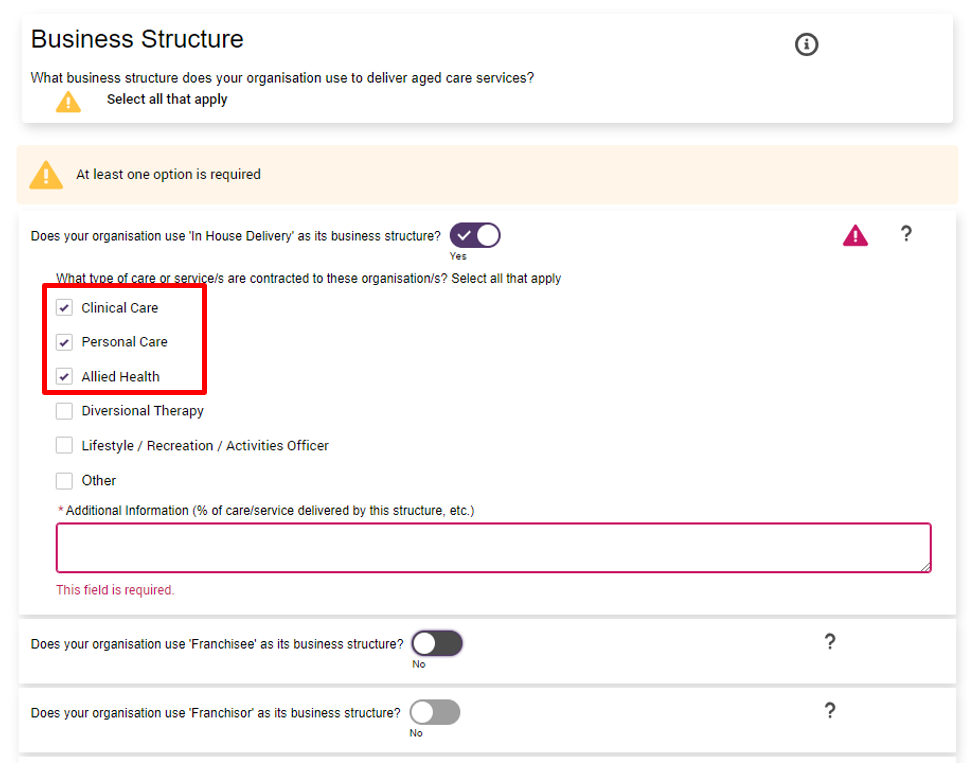 Business Structure
What business structure does your organisation use to deliver aged care services?
Select all that apply
At least one option is required
Does your organisation use 'In House Delivery' as its business structure?
Yes
What type of care or service/s are contracted to these organisation/s? Select all that apply
Clinical Care
Personal Care
Allied Health
Diversional Therapy
Lifestyle / Recreation / Activities Officer
Other
* Additional Information (% of care/service delivered by this structure, etc.)
This field is required.
Does your organisation use 'Franchisee' as its business structure?
No
Does your organisation use 'Franchisor' as its business structure?
No